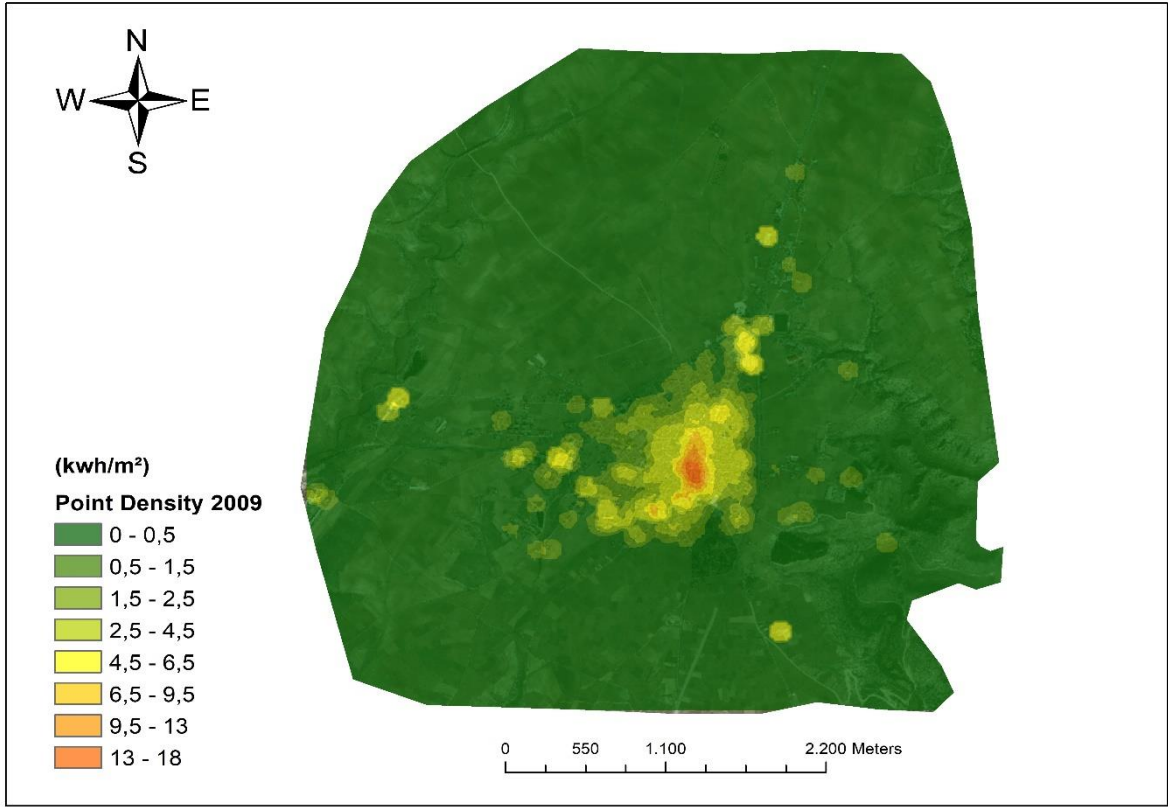 N
W E
S
(kwh/m²)
Point Density 2009
0 - 0,5
0,5 - 1,5
1,5 - 2,5
2,5 - 4,5
4,5 - 6,5
6,5 - 9,5
9,5 - 13
13 - 18
0 550 1.100 2.200 Meters